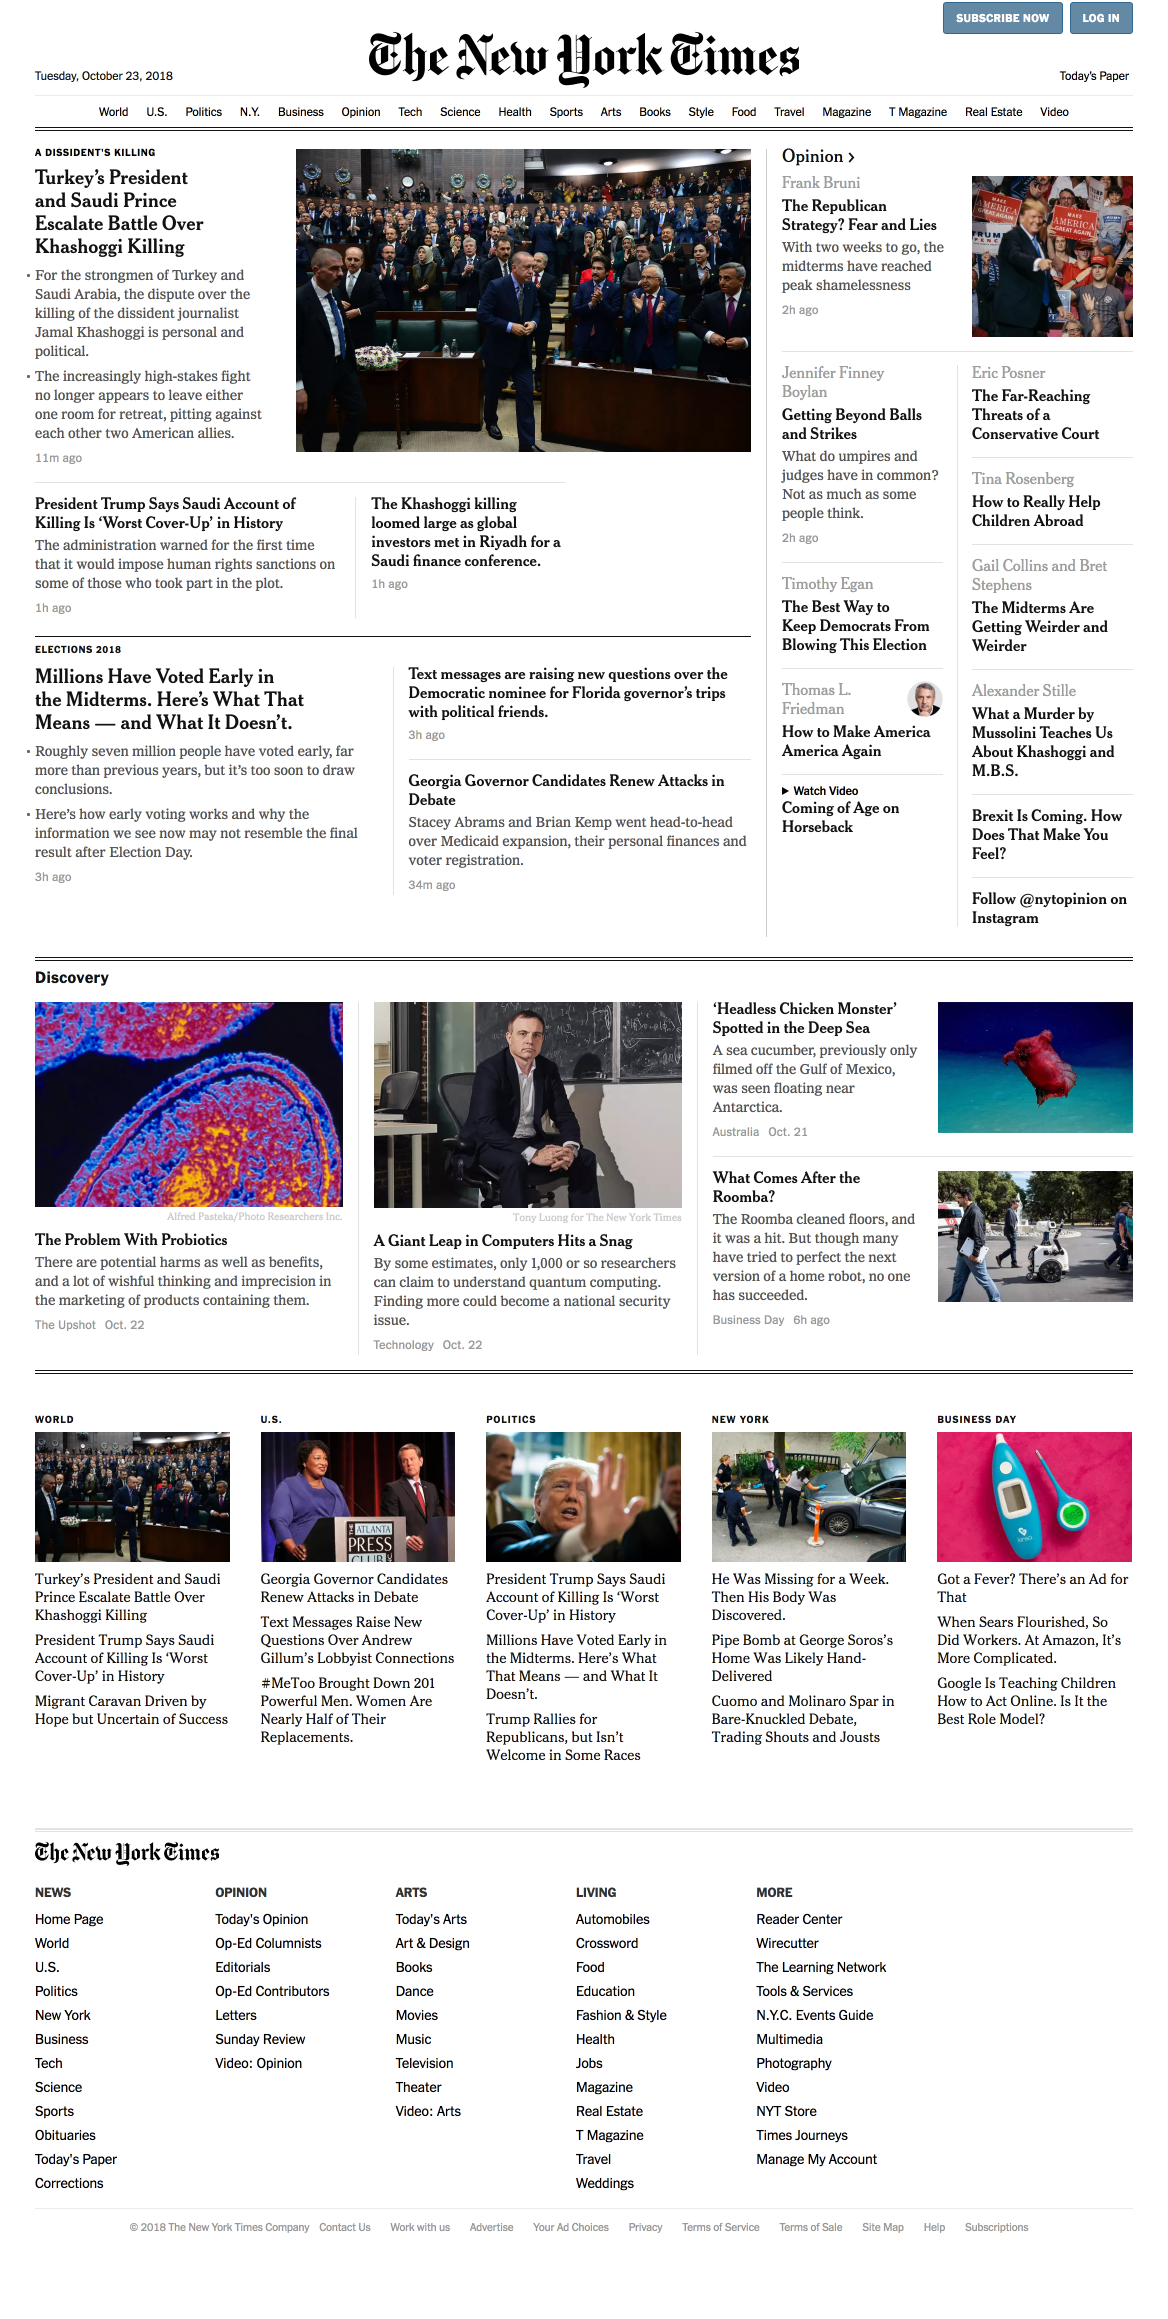 SUBSCRIBE NOW
LOG IN
The New York Times
Tuesday, October 23, 2018
Today's Paper
World U.S. Politics N.Y. Business Opinion Tech Science Health Sports Arts Books Style Food Travel Magazine T Magazine Real Estate Video
A DISSIDENT'S KILLING
Turkey's President
and Saudi Prince
Escalate Battle Over
Khashoggi Killing
• For the strongmen of Turkey and
Saudi Arabia, the dispute over the
killing of the dissident journalist
Jamal Khashoggi is personal and
political.
• The increasingly high-stakes fight
no longer appears to leave either
one room for retreat, pitting against
each other two American allies.
11m ago
President Trump Says Saudi Account of
Killing Is ‘Worst Cover-Up’ in History
The administration warned for the first time
that it would impose human rights sanctions on
some of those who took part in the plot.
1h ago
The Khashoggi killing
loomed large as global
investors met in Riyadh for a
Saudi finance conference.
1h ago
ELECTIONS 2018
Millions Have Voted Early in
the Midterms. Here's What That
Means — and What It Doesn't.
• Roughly seven million people have voted early, far
more than previous years, but it's too soon to draw
conclusions.
• Here's how early voting works and why the
information we see now may not resemble the final
result after Election Day.
3h ago
Text messages are raising new questions over the
Democratic nominee for Florida governor's trips
with political friends.
3h ago
Georgia Governor Candidates Renew Attacks in
Debate
Stacey Abrams and Brian Kemp went head-to-head
over Medicaid expansion, their personal finances and
voter registration.
34m ago
Opinion >
Frank Bruni
The Republican
Strategy? Fear and Lies
With two weeks to go, the
midterms have reached
peak shamelessness
2h ago
MAKE
AMERICA
GREAT AGAIN
MAKE
AMERICA
GREAT AGAIN
TRUMP
PENCE
Jennifer Finney
Boylan
Getting Beyond Balls
and Strikes
What do umpires and
judges have in common?
Not as much as some
people think.
2h ago
Timothy Egan
The Best Way to
Keep Democrats From
Blowing This Election
Thomas L.
Friedman
How to Make America
America Again
Watch Video
Coming of Age on
Horseback
Eric Posner
The Far-Reaching
Threats of a
Conservative Court
Tina Rosenberg
How to Really Help
Children Abroad
Gail Collins and Bret
Stephens
The Midterms Are
Getting Weirder and
Weirder
Alexander Stille
What a Murder by
Mussolini Teaches Us
About Khashoggi and
M.B.S.
Brexit Is Coming. How
Does That Make You
Feel?
Follow @nytopinion on
Instagram
Discovery
Alfred Pasteka/Photo Researchers Inc.
The Problem With Probiotics
There are potential harms as well as benefits,
and a lot of wishful thinking and imprecision in
the marketing of products containing them.
The Upshot Oct. 22
Tony Luong for The New York Times
A Giant Leap in Computers Hits a Snag
By some estimates, only 1,000 or so researchers
can claim to understand quantum computing.
Finding more could become a national security
issue.
Technology Oct. 22
‘Headless Chicken Monster’
Spotted in the Deep Sea
A sea cucumber, previously only
filmed off the Gulf of Mexico,
was seen floating near
Antarctica.
Australia Oct. 21
What Comes After the
Roomba?
The Roomba cleaned floors, and
it was a hit. But though many
have tried to perfect the next
version of a home robot, no one
has succeeded.
Business Day 6h ago
WORLD
Turkey's President and Saudi
Prince Escalate Battle Over
Khashoggi Killing
President Trump Says Saudi
Account of Killing Is ‘Worst
Cover-Up’ in History
Migrant Caravan Driven by
Hope but Uncertain of Success
U.S.
ATLANTA
PRESS
CLUB
Georgia Governor Candidates
Renew Attacks in Debate
Text Messages Raise New
Questions Over Andrew
Gillum's Lobbyist Connections
#MeToo Brought Down 201
Powerful Men. Women Are
Nearly Half of Their
Replacements.
POLITICS
President Trump Says Saudi
Account of Killing Is ‘Worst
Cover-Up’ in History
Millions Have Voted Early in
the Midterms. Here's What
That Means — and What It
Doesn't.
Trump Rallies for
Republicans, but Isn't
Welcome in Some Races
NEW YORK
He Was Missing for a Week.
Then His Body Was
Discovered.
Pipe Bomb at George Soros's
Home Was Likely Hand-
Delivered
Cuomo and Molinaro Spar in
Bare-Knuckled Debate,
Trading Shouts and Jousts
BUSINESS DAY
kinsa
Got a Fever? There's an Ad for
That
When Sears Flourished, So
Did Workers. At Amazon, It's
More Complicated.
Google Is Teaching Children
How to Act Online. Is It the
Best Role Model?
The New York Times
NEWS
Home Page
World
U.S.
Politics
New York
Business
Tech
Science
Sports
Obituaries
Today's Paper
Corrections
OPINION
Today's Opinion
Op-Ed Columnists
Editorials
Op-Ed Contributors
Letters
Sunday Review
Video: Opinion
ARTS
Today's Arts
Art & Design
Books
Dance
Movies
Music
Television
Theater
Video: Arts
LIVING
Automobiles
Crossword
Food
Education
Fashion & Style
Health
Jobs
Magazine
Real Estate
T Magazine
Travel
Weddings
MORE
Reader Center
Wirecutter
The Learning Network
Tools & Services
N.Y.C. Events Guide
Multimedia
Photography
Video
NYT Store
Times Journeys
Manage My Account
© 2018 The New York Times Company Contact Us Work with us Advertise Your Ad Choices Privacy Terms of Service Terms of Sale Site Map Help Subscriptions